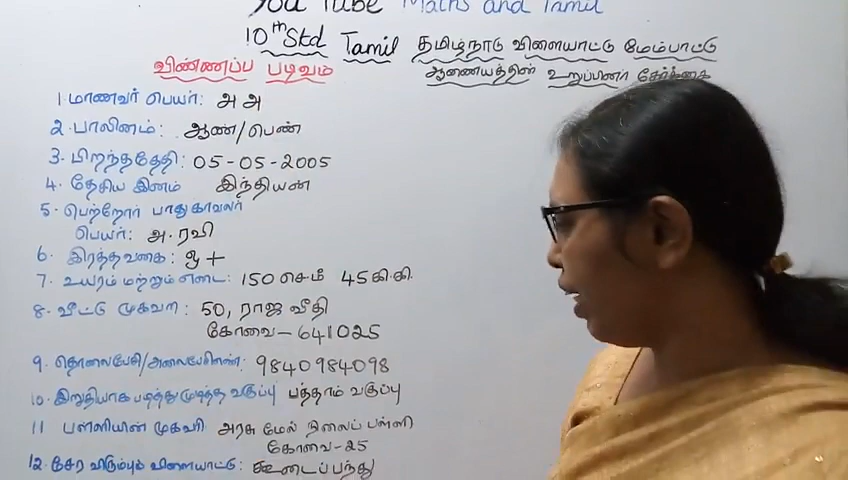 You Tube Maths and Tamil
10th Std Tamil தமிழ்நாடு விளையாட்டு மேம்பாட்டு
விண்ணப்ப படிவம் ஆணையத்தின் உறுப்பினர் சேர்க்கை
1. மாணவர் பெயர்: அ அ
2. பாலினம்: ஆண்/பெண்
3. பிறந்ததேதி: 05-05-2005
4. தேசிய இனம் இந்தியன்
5. பெற்றோர் பாதுகாவலர்
பெயர்: அ. ரவி
6. இரத்தவகை: ஆ +
7. உயரம் மற்றும் எடை: 150 செ.மீ 45 கி.கி.
8. வீட்டு முகவரி: 50, ராஜ வீதி
கோவை - 641025
9. தொலைபேசி/அலைபேசிஎண்: 9840984098
10. இறுதியாக படித்து முடித்த வகுப்பு பத்தாம் வகுப்பு
11 பள்ளியின் முகவரி அரசு மேல் நிலைப் பள்ளி
கோவை-25
12. சேர விரும்பும் விளையாட்டு: கூடைப்பந்து